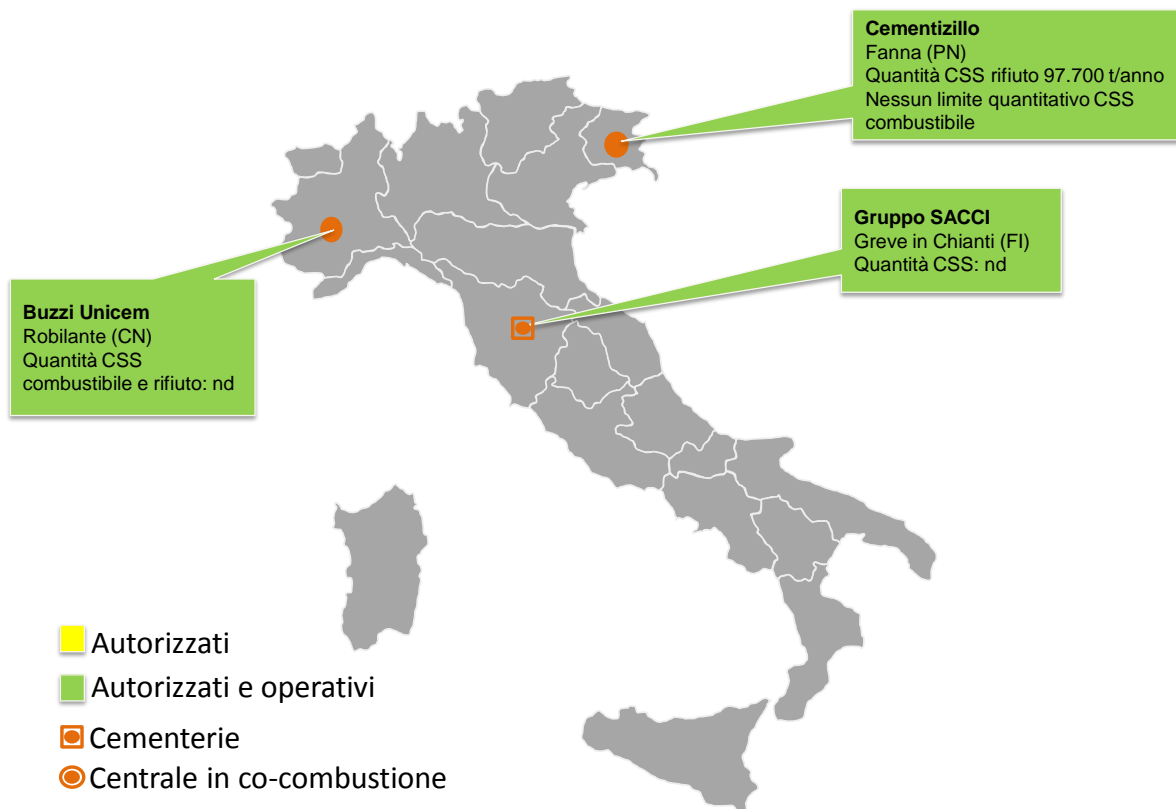 Cementizillo
Fanna (PN)
Quantità CSS rifiuto 97.700 t/anno
Nessun limite quantitativo CSS
combustibile
Gruppo SACCI
Greve in Chianti (FI)
Quantità CSS: nd
Buzzi Unicem
Robilante (CN)
Quantità CSS
combustibile e rifiuto: nd
Autorizzati
Autorizzati e operativi
Cementerie
Centrale in co-combustione